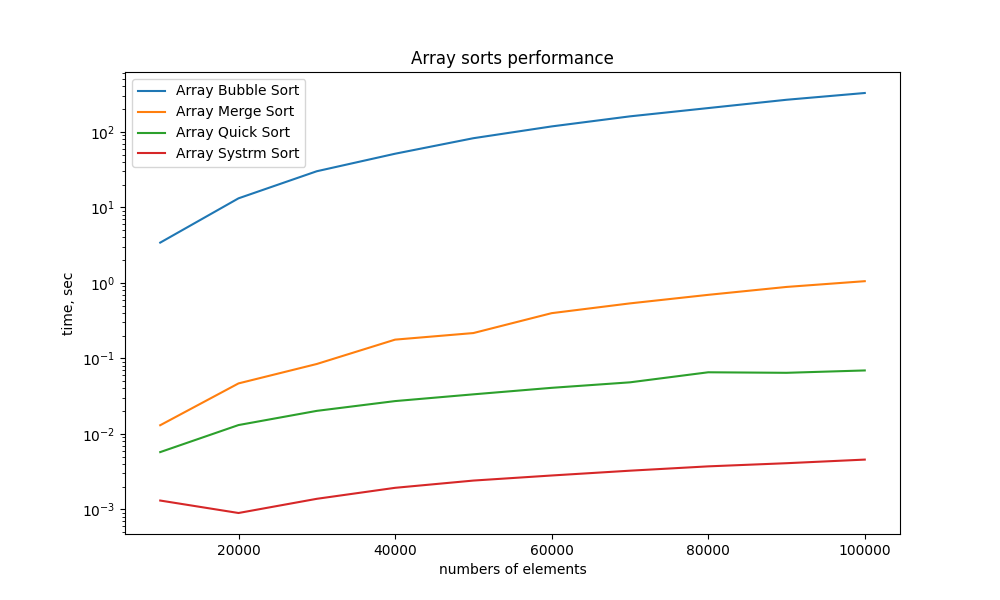 Array sorts performance
Array Bubble Sort
Array Merge Sort
Array Quick Sort
Array Systrm Sort
10²
10¹
10⁰
10⁻¹
10⁻²
10⁻³
time, sec
20000 40000 60000 80000 100000
numbers of elements